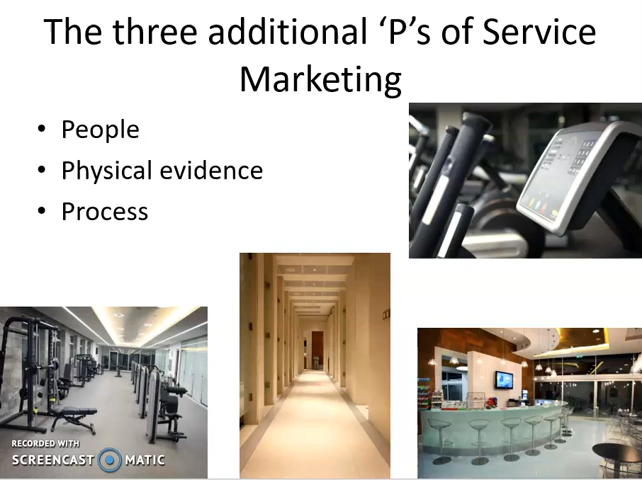 The three additional ‘P’s of Service
Marketing
• People
• Physical evidence
• Process
RECORDED WITH
SCREENCAST MATIC